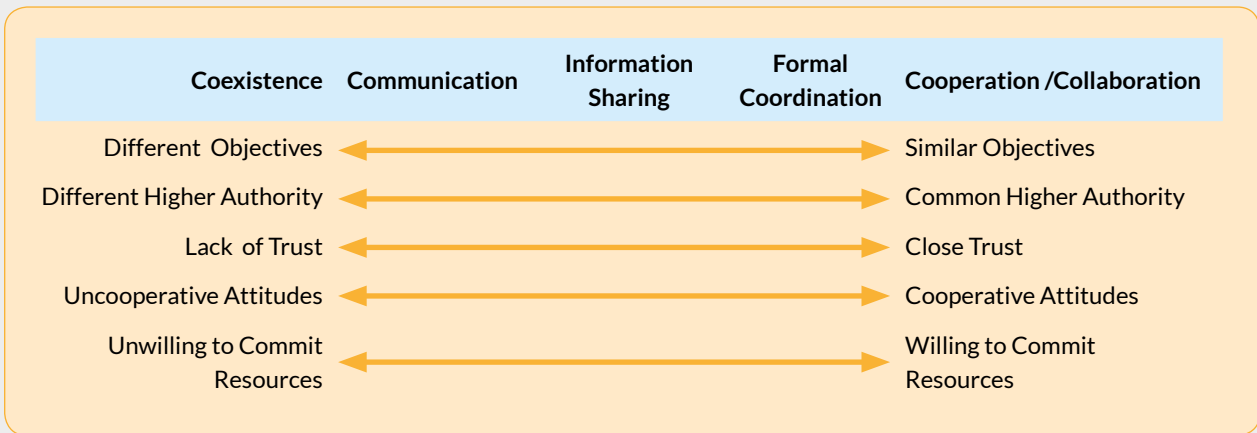 Coexistence Communication Information Sharing Formal Coordination Cooperation /Collaboration
Different Objectives Similar Objectives
Different Higher Authority Common Higher Authority
Lack of Trust Close Trust
Uncooperative Attitudes Cooperative Attitudes
Unwilling to Commit Willing to Commit
Resources Resources